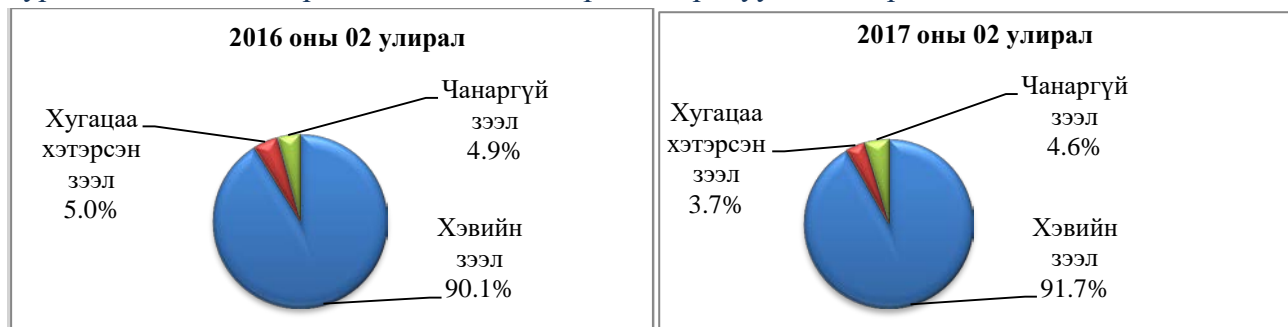 2016 оны 02 улирал
Чанаргүй
зээл
4.9%
Хугацаа
хэтэрсэн
зээл
5.0%
Хэвийн
зээл
90.1%
2017 оны 02 улирал
Чанаргүй
зээл
4.6%
Хугацаа
хэтэрсэн
зээл
3.7%
Хэвийн
зээл
91.7%